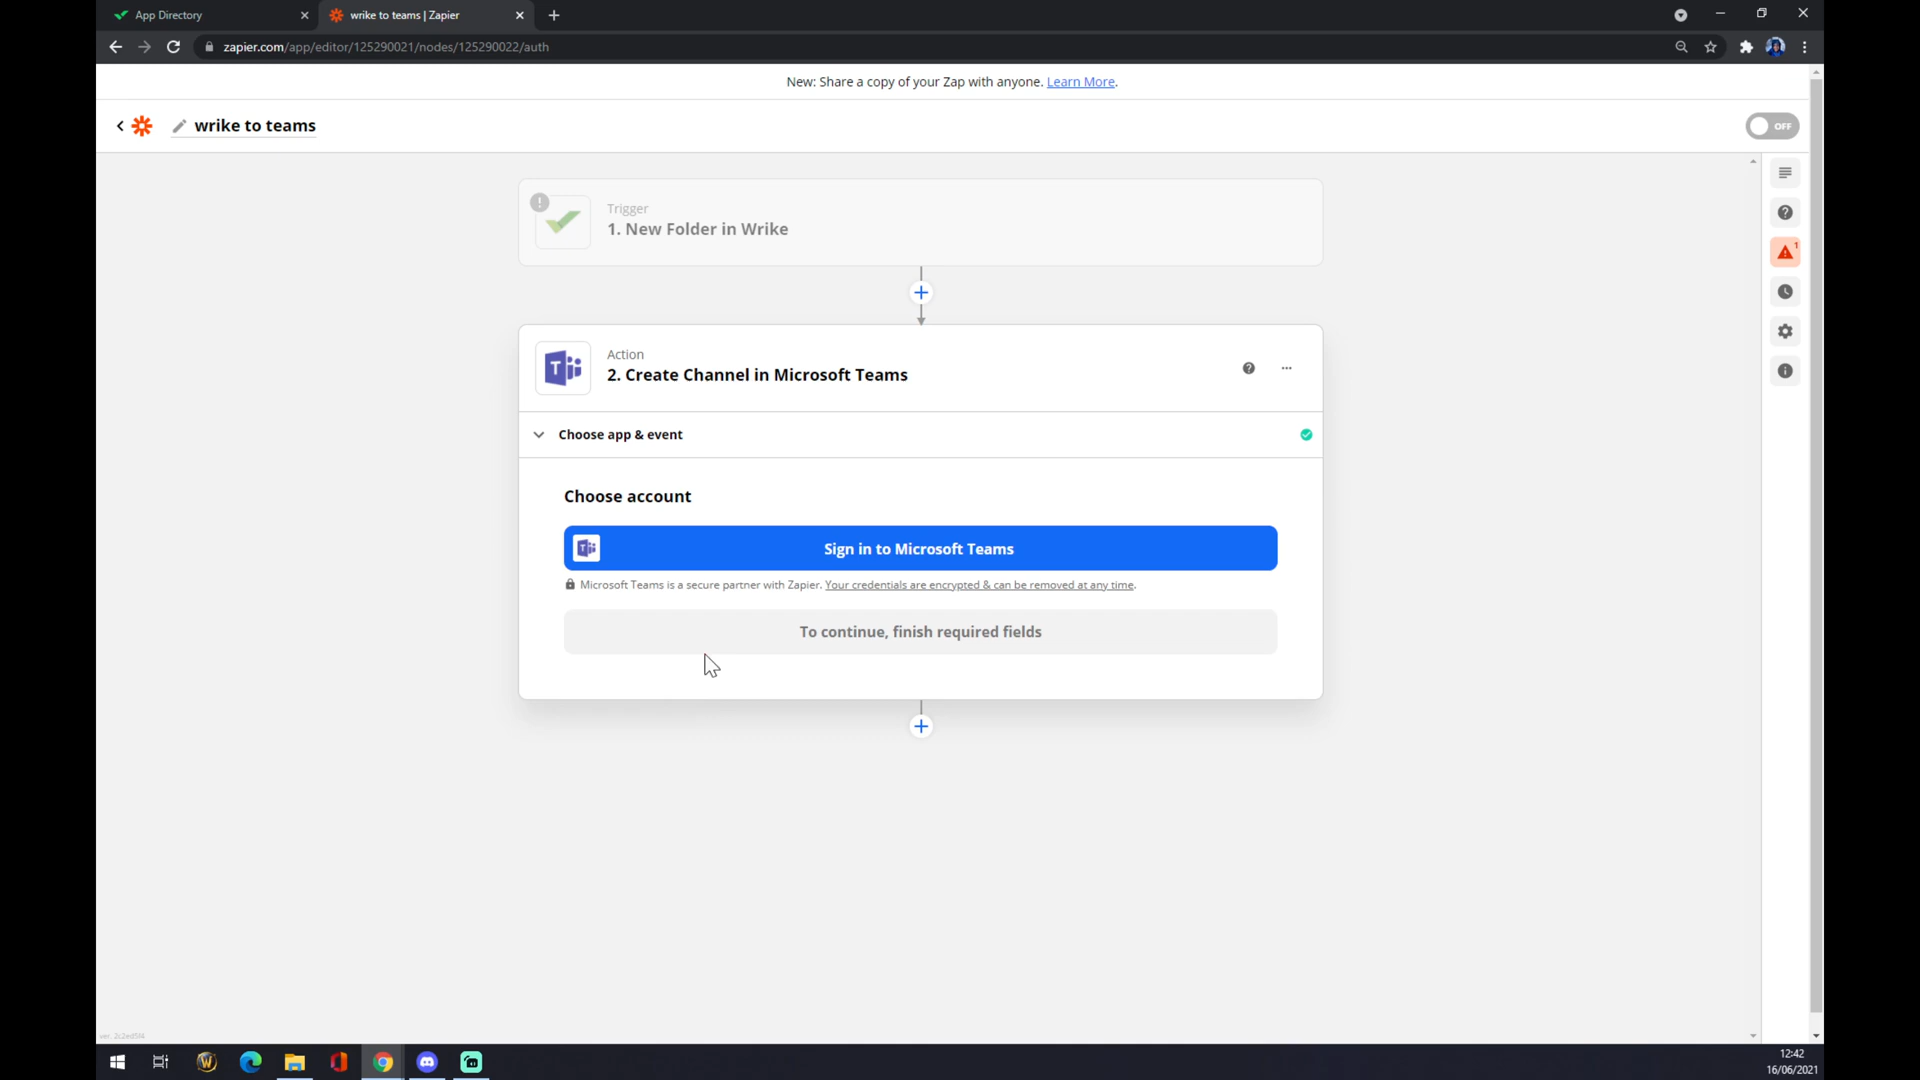 App Directory
wrike to teams | Zapier
zapier.com/app/editor/125290021/nodes/125290022/auth
New: Share a copy of your Zap with anyone. Learn More.
wrike to teams
OFF
Trigger
1. New Folder in Wrike
1
Action
2. Create Channel in Microsoft Teams
Choose app & event
Choose account
Sign in to Microsoft Teams
Microsoft Teams is a secure partner with Zapier. Your credentials are encrypted & can be removed at any time.
To continue, finish required fields
ver. 2c2ed5f4
12:42
16/06/2021